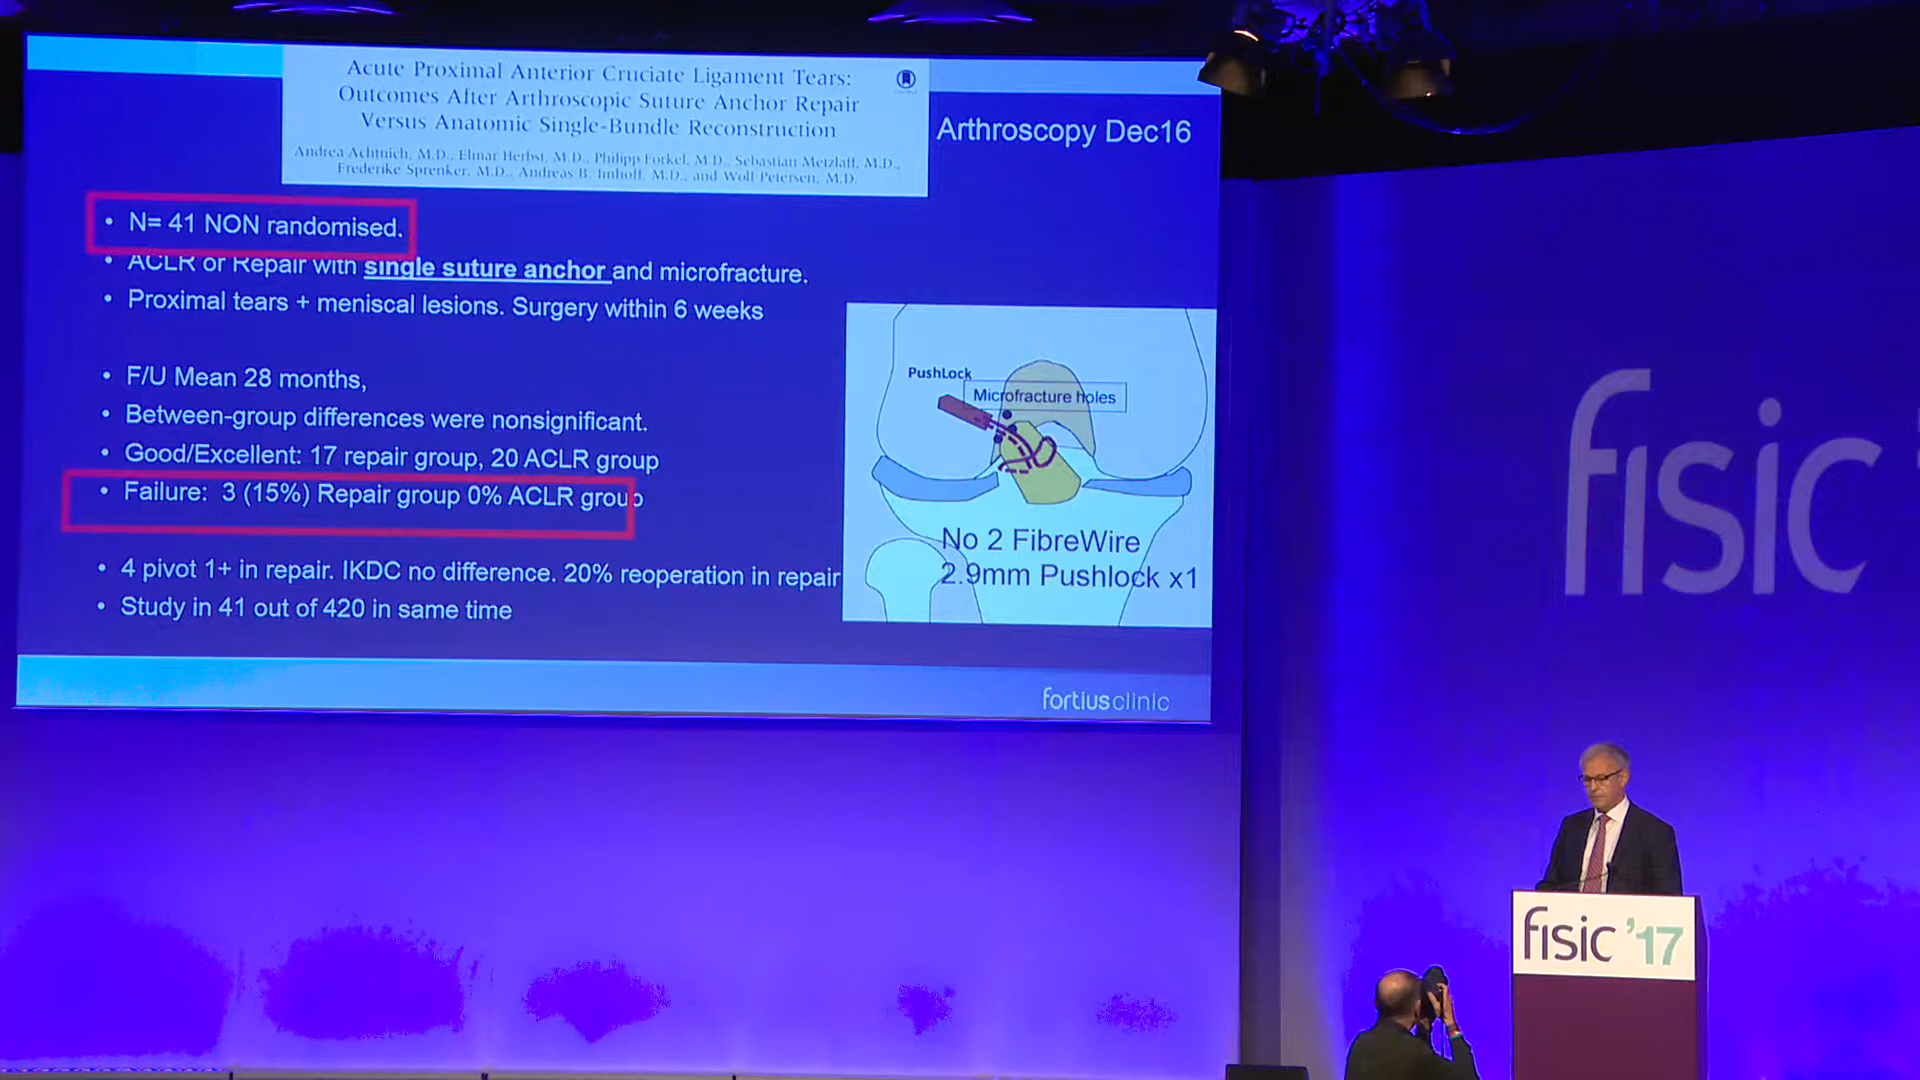 Acute Proximal Anterior Cruciate Ligament Tears:
Outcomes After Arthroscopic Suture Anchor Repair
Versus Anatomic Single-Bundle Reconstruction
Andrea Achtnich, M.D., Elmar Herbst, M.D., Philipp Forkel, M.D., Sebastian Metzlaff, M.D.,
Frederike Sprenker, M.D., Andreas B. Imhoff, M.D., and Wolf Petersen, M.D.
Arthroscopy Dec16
• N= 41 NON randomised.
• ACLR or Repair with single suture anchor and microfracture.
• Proximal tears + meniscal lesions. Surgery within 6 weeks
• F/U Mean 28 months,
• Between-group differences were nonsignificant.
• Good/Excellent: 17 repair group, 20 ACLR group
• Failure: 3 (15%) Repair group 0% ACLR group
• 4 pivot 1+ in repair. IKDC no difference. 20% reoperation in repair
• Study in 41 out of 420 in same time
PushLock
Microfracture holes
No 2 FibreWire
2.9mm Pushlock x1
fortiusclinic
fisic '
fisic '17